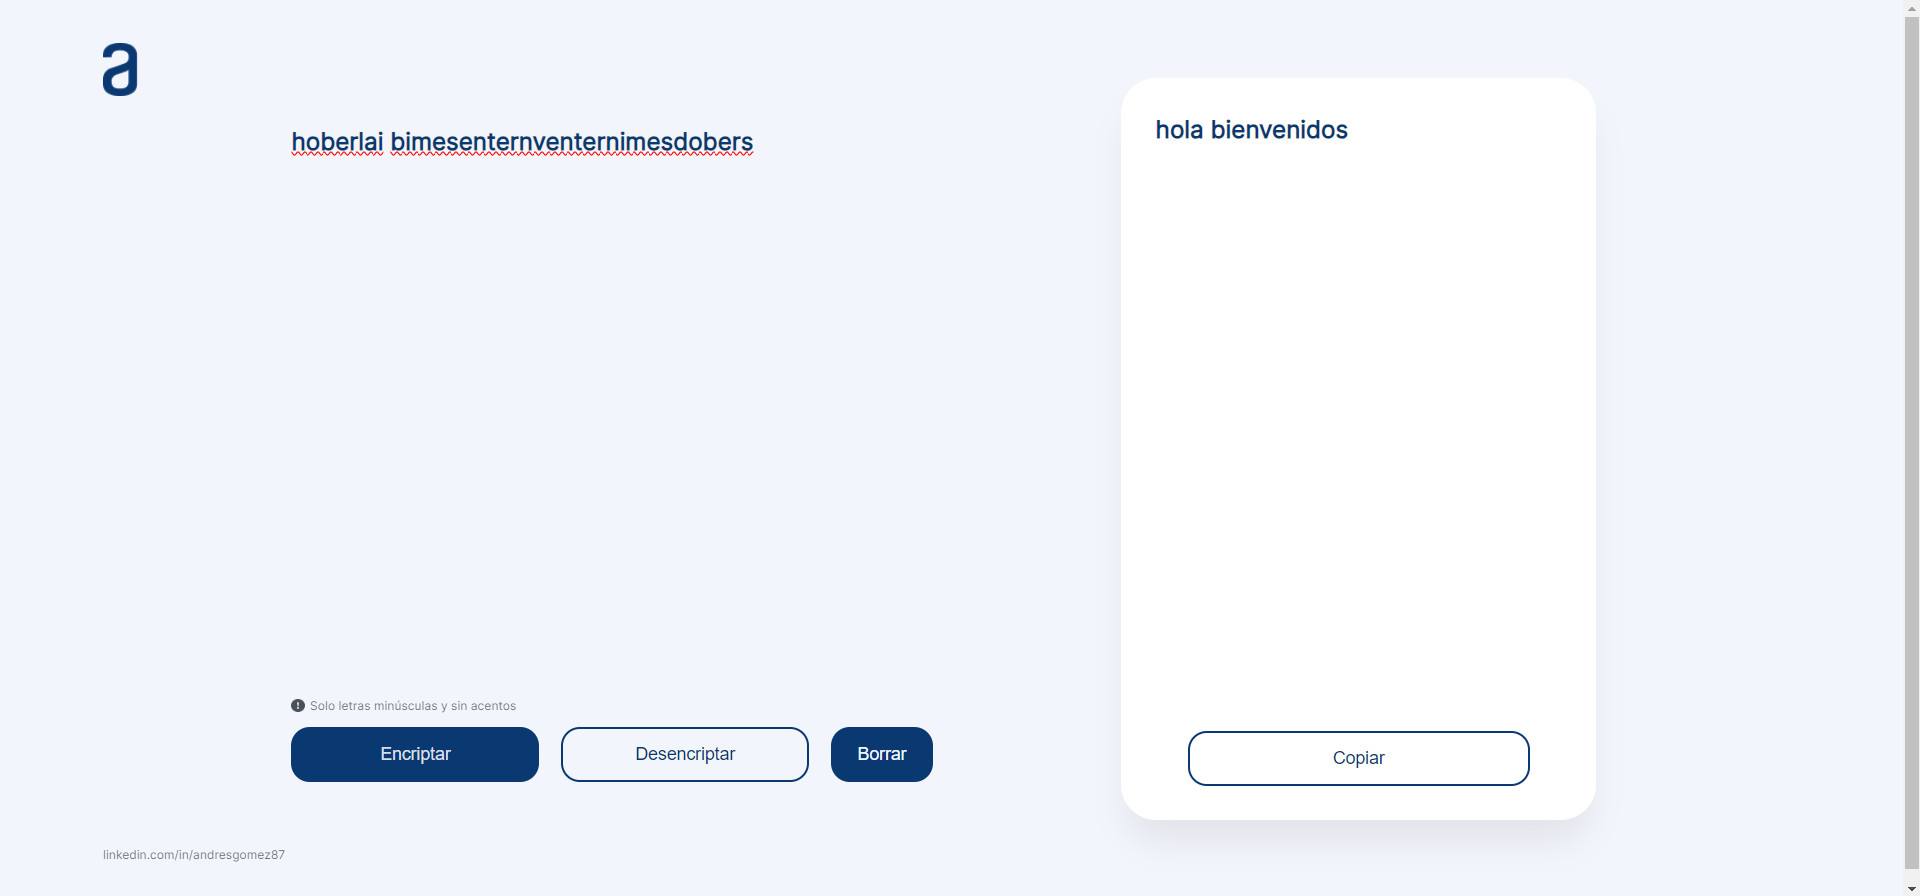 a
hoberlai bimesenternventernimesdobers
Solo letras minúsculas y sin acentos
Encriptar
Desencriptar
Borrar
hola bienvenidos
Copiar
linkedin.com/in/andresgomez87